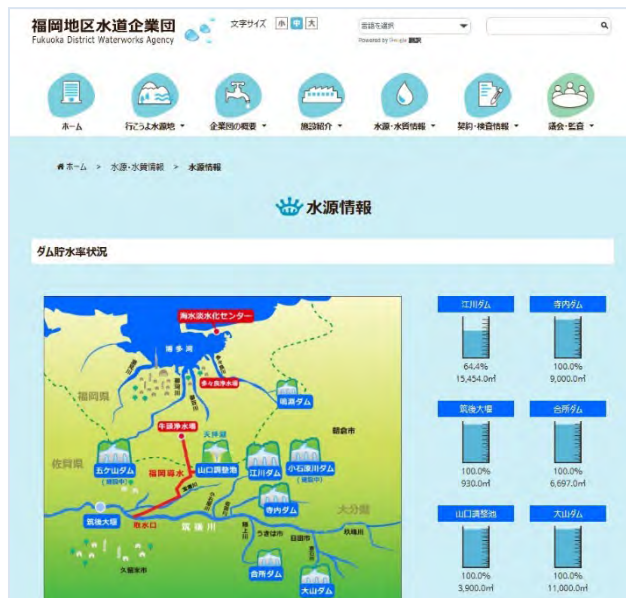 福岡地区水道企業団
Fukuoka District Waterworks Agency
文字サイズ 小 中 大
言語を選択
Powered by Google 翻訳
ホーム
行こうよ水源地
企業団の概要
施設紹介
水源・水質情報
契約・検査情報
議会・監査
ホーム > 水源・水質情報 > 水源情報
水源情報
ダム貯水率状況
海水淡水化センター
博多湾
多々良浄水場
福岡県
鳴淵ダム
牛頸浄水場
天拝湖
朝倉市
佐賀県
五ケ山ダム
福岡導水
山口調整池
江川ダム
小石原川ダム
寺内ダム
大分県
筑後大堰
取水口
筑後川
うきは市
日田市
玖珠川
久留米市
合所ダム
大山ダム
江川ダム
64.4%
15,454.0㎥
寺内ダム
100.0%
9,000.0㎥
筑後大堰
100.0%
930.0㎥
合所ダム
100.0%
6,697.0㎥
山口調整池
100.0%
3,900.0㎥
大山ダム
100.0%
11,000.0㎥